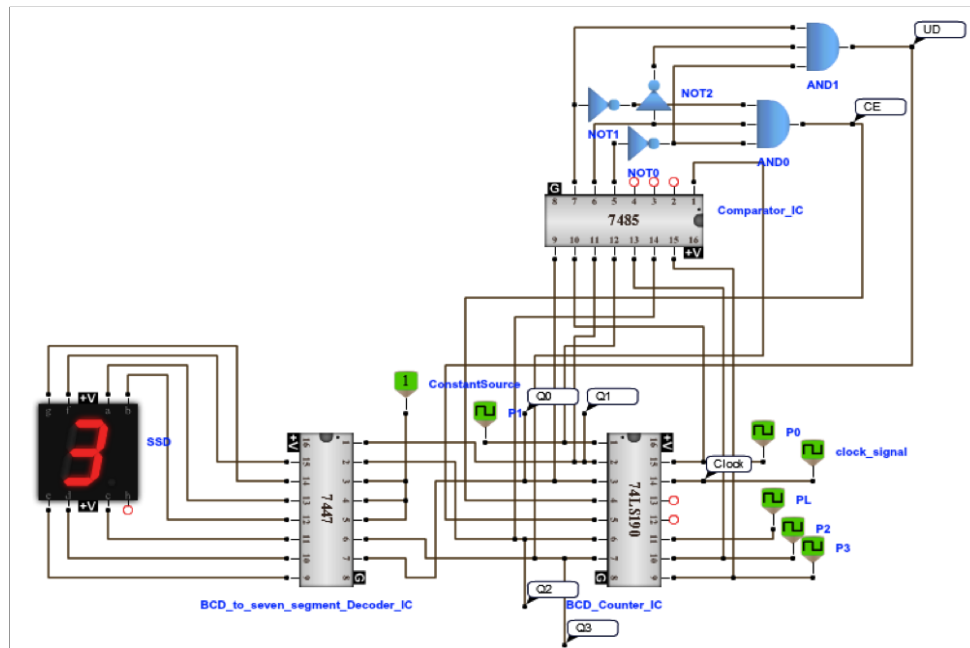 UD
AND1
NOT2
CE
NOT1
AND0
NOT0
G
8 7 6 5 4 3 2 1
7485
Comparator_IC
9 10 11 12 13 14 15 16
+V
1
ConstantSource
Q0
Q1
P1
+V
g f a b
SSD
+V
P0
clock_signal
Clock
PL
P2
P3
+V
16 1
15 2
14 3
13 4
12 5
11 6
10 7
9 8
7447
G
BCD_to_seven_segment_Decoder_IC
+V
1 16
2 15
3 14
4 13
5 12
6 11
7 10
8 9
74LS190
G
BCD_Counter_IC
3
+V
Q2
Q3